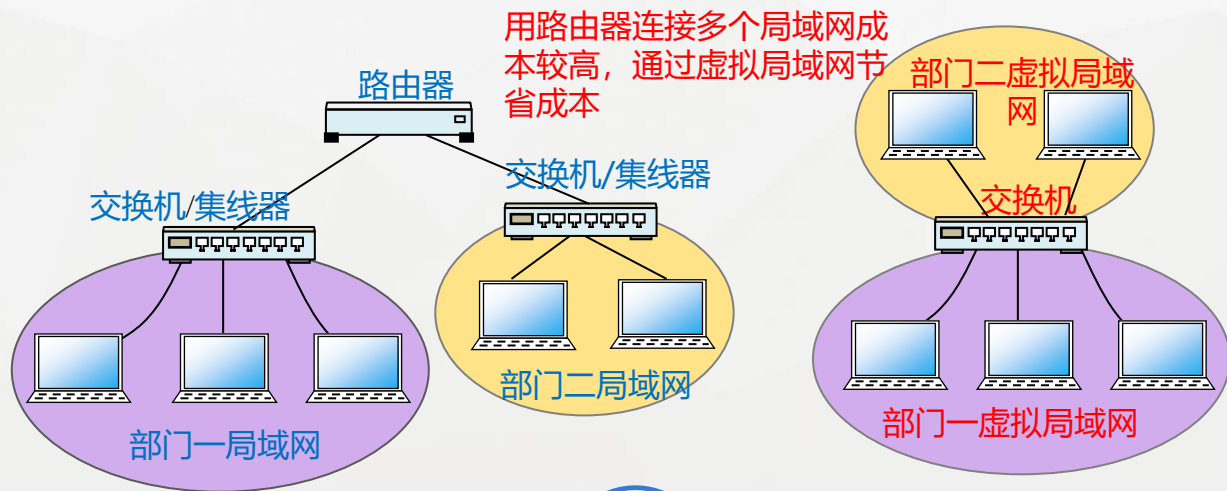 用路由器连接多个局域网成
本较高，通过虚拟局域网节
省成本
路由器
交换机/集线器
交换机/集线器
部门一局域网
部门二局域网
部门二虚拟局域
网
交换机
部门一虚拟局域网